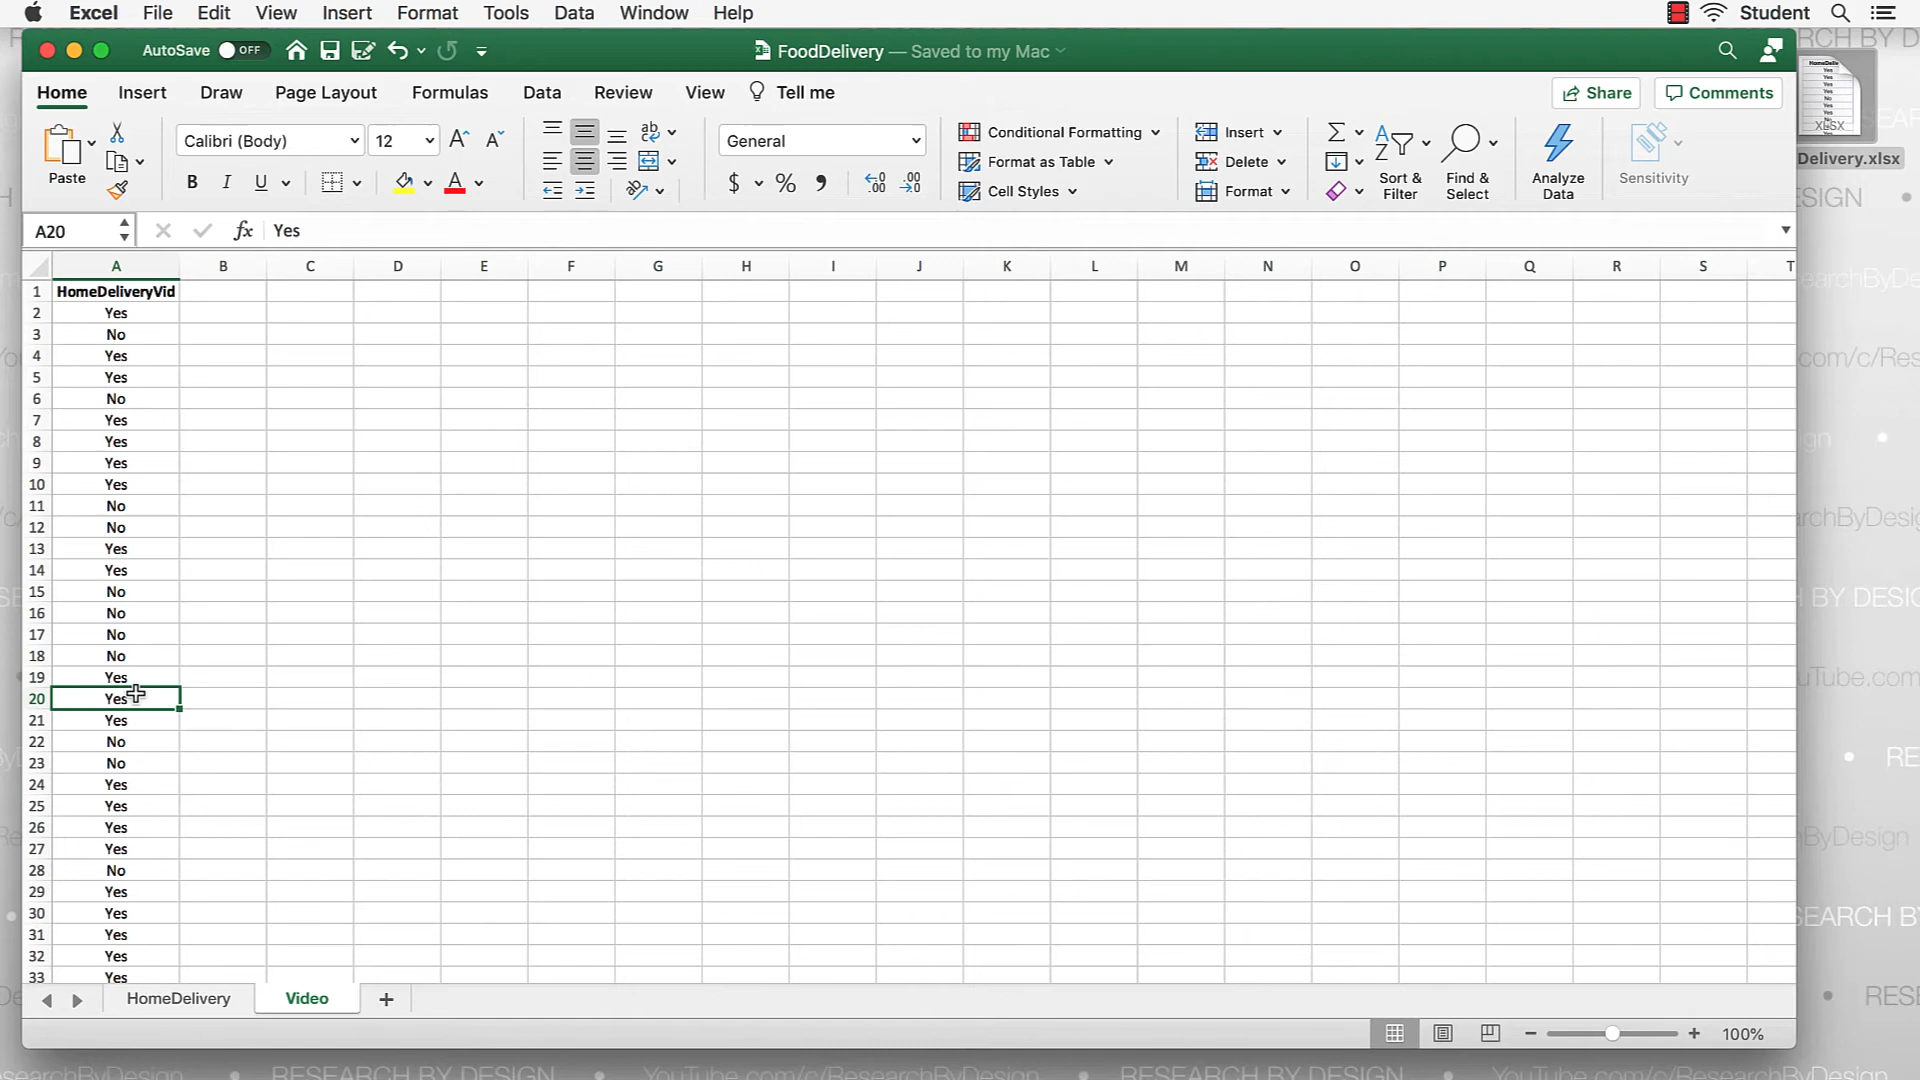 Excel File Edit View Insert Format Tools Data Window Help Student
AutoSave OFF FoodDelivery — Saved to my Mac
Home Insert Draw Page Layout Formulas Data Review View Tell me Share Comments
Paste Calibri (Body) 12 General Conditional Formatting Format as Table Cell Styles Insert Delete Format Sort & Filter Find & Select Analyze Data Sensitivity
XLSX
Delivery.xlsx
A20 fx Yes
A B C D E F G H I J K L M N O P Q R S T
1 HomeDeliveryVid
2 Yes
3 No
4 Yes
5 Yes
6 No
7 Yes
8 Yes
9 Yes
10 Yes
11 No
12 No
13 Yes
14 Yes
15 No
16 No
17 No
18 No
19 Yes
20 Yes
21 Yes
22 No
23 No
24 Yes
25 Yes
26 Yes
27 Yes
28 No
29 Yes
30 Yes
31 Yes
32 Yes
33 Yes
HomeDelivery Video +
100%
RESEARCH BY DESIGN YouTube.com/c/ResearchByDesign RESEARCH BY DESIGN YouTube.com/c/ResearchByDesign